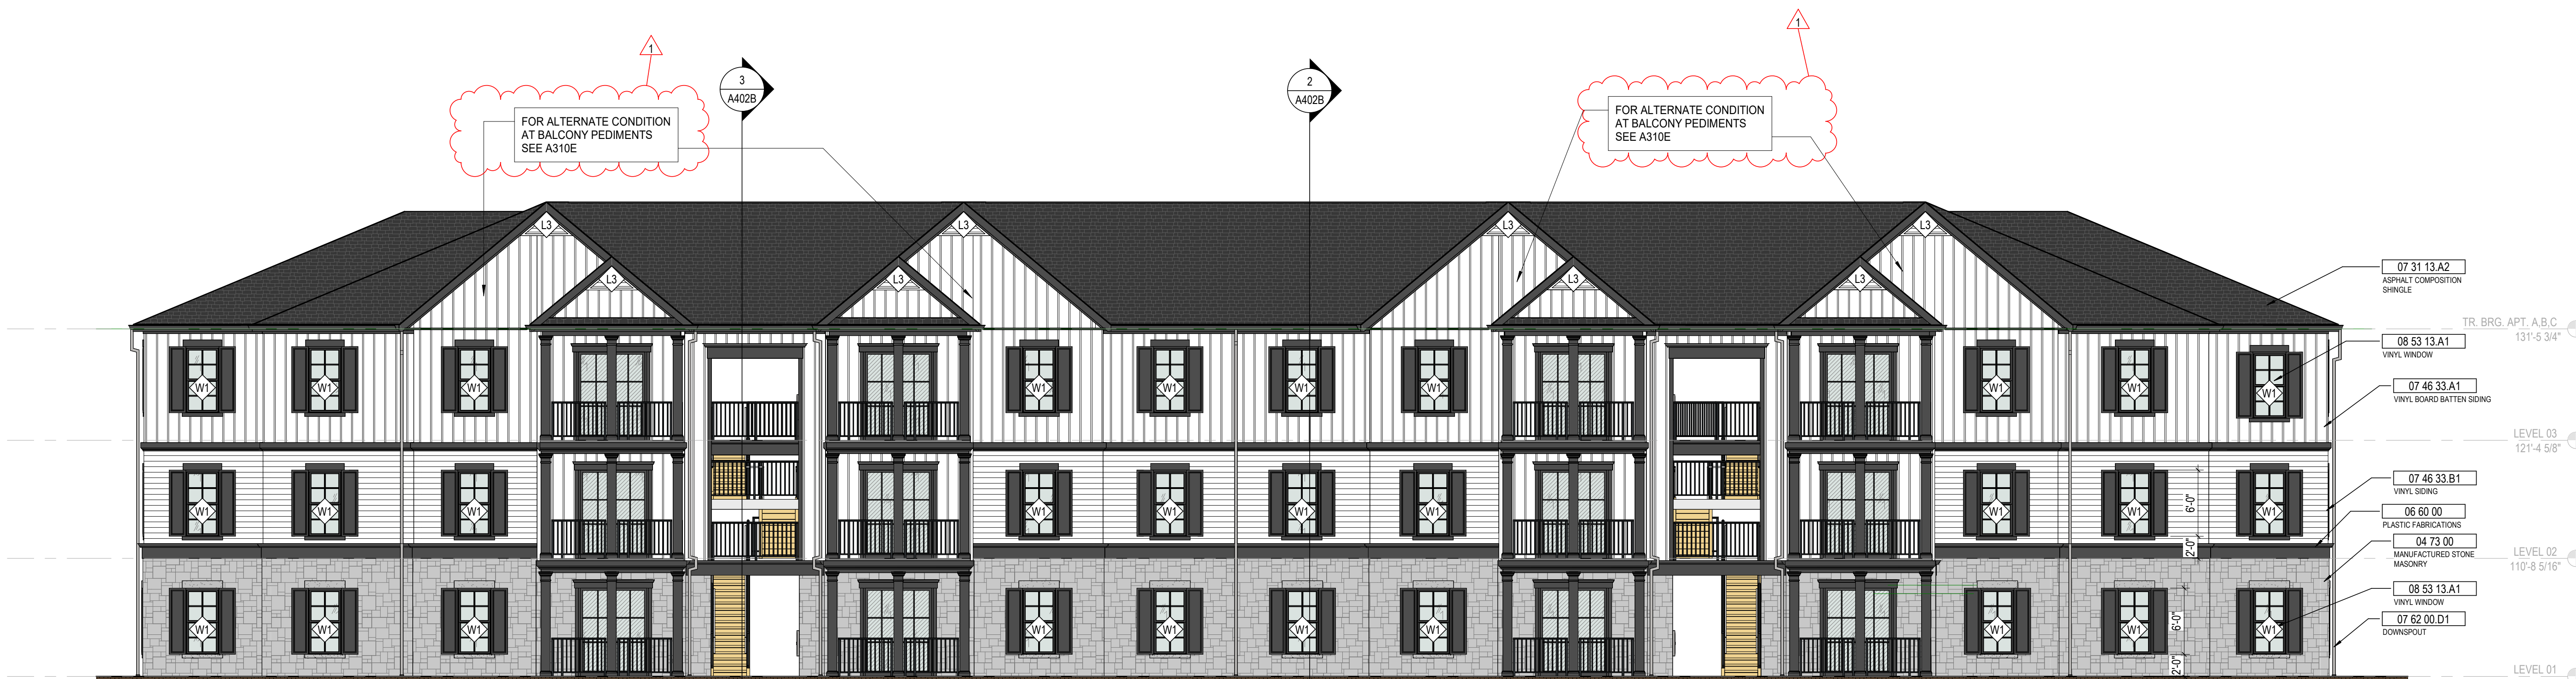 1
1
3
A402B
2
A402B
FOR ALTERNATE CONDITION
AT BALCONY PEDIMENTS
SEE A310E
FOR ALTERNATE CONDITION
AT BALCONY PEDIMENTS
SEE A310E
L3
L3
L3
L3
L3
L3
L3
L3
07 31 13.A2
ASPHALT COMPOSITION
SHINGLE
TR. BRG. APT. A,B,C
131'-5 3/4"
08 53 13.A1
VINYL WINDOW
W1
W1
W1
W1
W1
W1
W1
W1
W1
W1
07 46 33.A1
VINYL BOARD BATTEN SIDING
LEVEL 03
121'-4 5/8"
07 46 33.B1
VINYL SIDING
W1
W1
W1
W1
W1
W1
W1
W1
W1
W1
6'-0"
2'-0"
06 60 00
PLASTIC FABRICATIONS
04 73 00
MANUFACTURED STONE
MASONRY
LEVEL 02
110'-8 5/16"
08 53 13.A1
VINYL WINDOW
07 62 00.D1
DOWNSPOUT
W1
W1
W1
W1
W1
W1
W1
W1
W1
W1
6'-0"
2'-0"
LEVEL 01